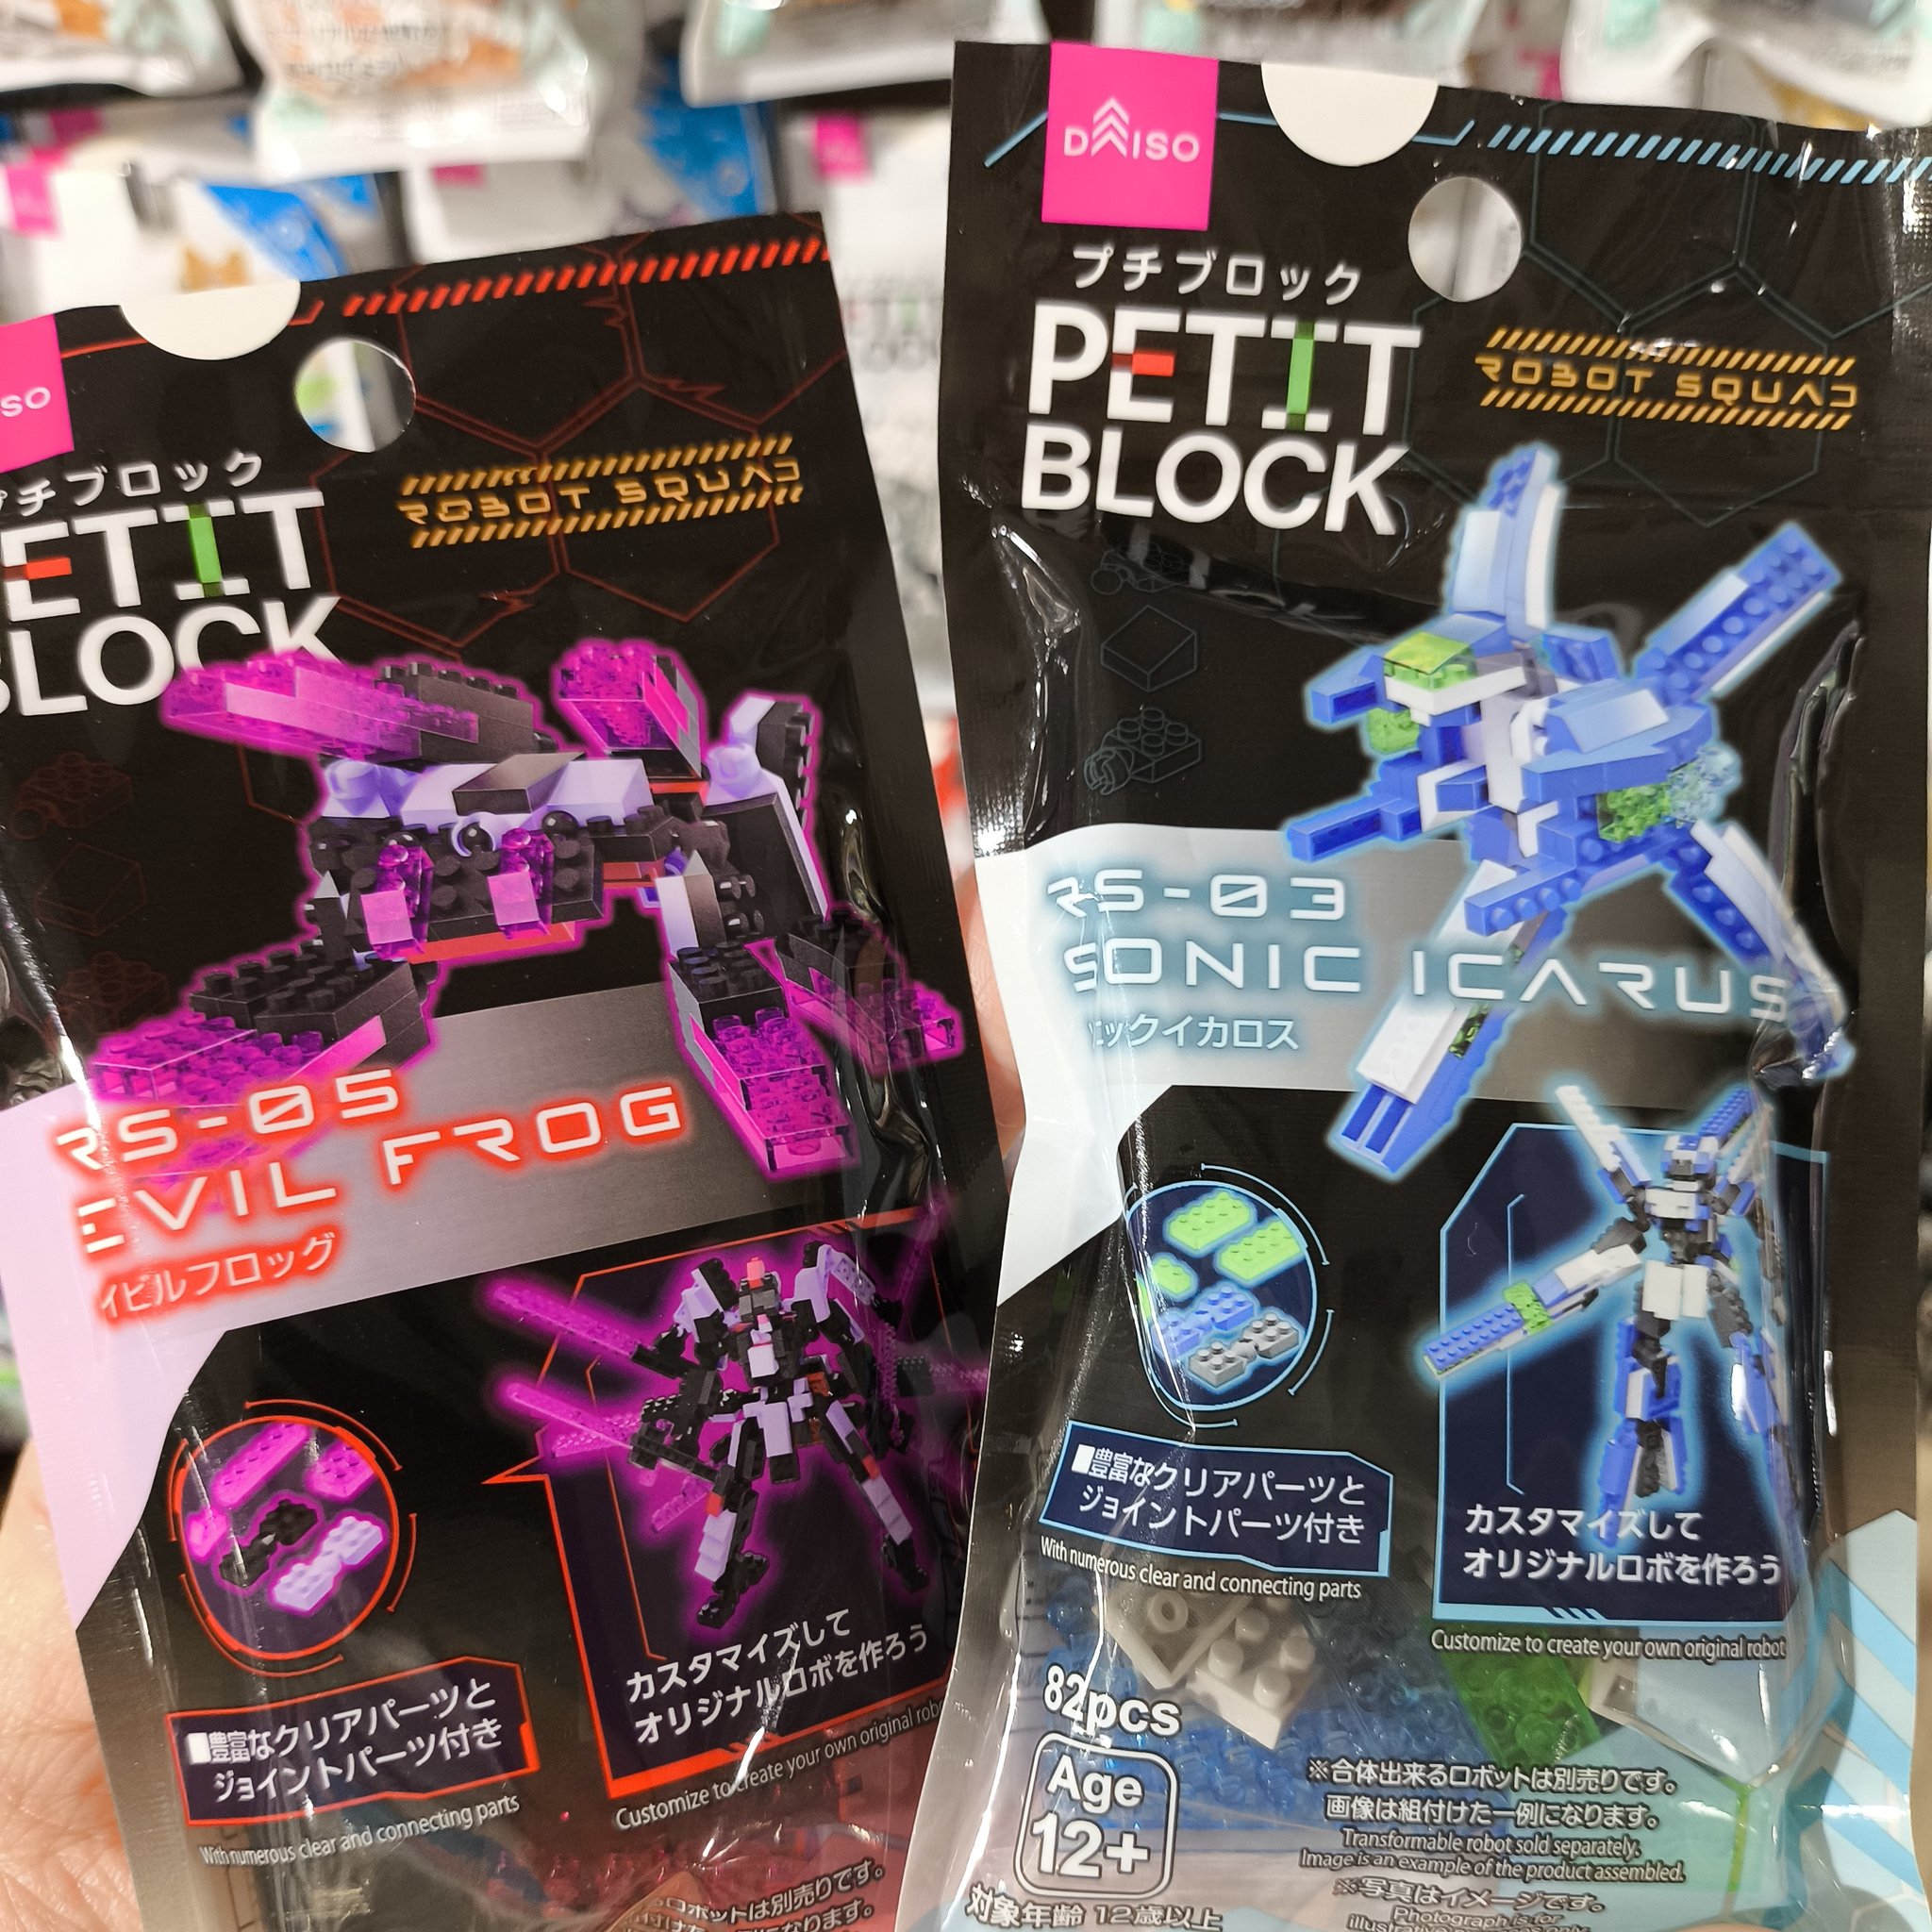 プチブロック
ROBOT SQUAD
RS-05
EVIL FROG
イビルフロッグ
■豊富なクリアパーツと
ジョイントパーツ付き
With numerous clear and connecting parts
カスタマイズして
オリジナルロボを作ろう
Customize to create your own original
DAISO
プチブロック
PETIT
BLOCK
ROBOT SQUAD
RS-03
SONIC ICARUS
ニックイカロス
■豊富なクリアパーツと
ジョイントパーツ付き
With numerous clear and connecting parts
カスタマイズして
オリジナルロボを作ろう
Customize to create your own original robot
82pcs
Age
12+
対象年齢 12歳以上
※合体出来るロボットは別売りです。
画像は組付けた一例になります。
Transformable robot sold separately.
Image is an example of the product assembled.
※写真はイメージです。
Photograph is for